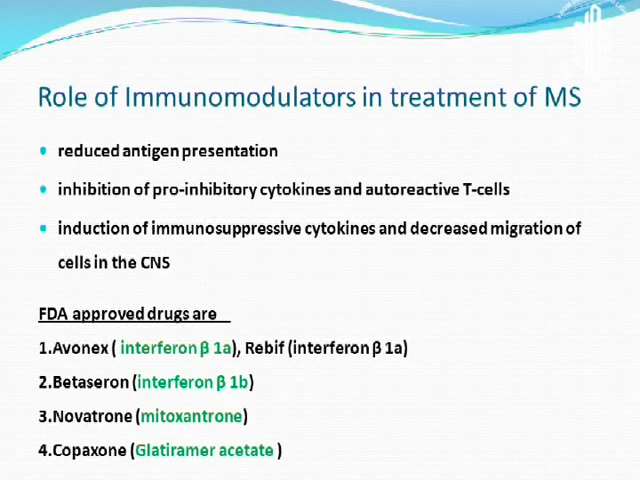 Role of Immunomodulators in treatment of MS
• reduced antigen presentation
• inhibition of pro-inhibitory cytokines and autoreactive T-cells
• induction of immunosuppressive cytokines and decreased migration of
cells in the CNS
FDA approved drugs are
1.Avonex ( interferon β 1a), Rebif (interferon β 1a)
2.Betaseron (interferon β 1b)
3.Novatrone (mitoxantrone)
4.Copaxone (Glatiramer acetate )